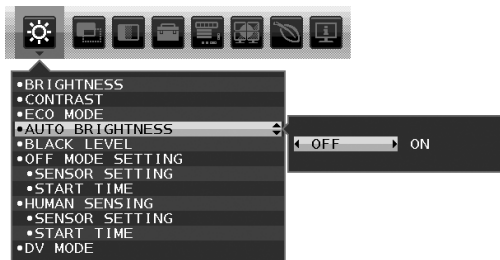 •BRIGHTNESS
•CONTRAST
•ECO MODE
•AUTO BRIGHTNESS
OFF ON
•BLACK LEVEL
•OFF MODE SETTING
•SENSOR SETTING
•START TIME
•HUMAN SENSING
•SENSOR SETTING
•START TIME
•DV MODE